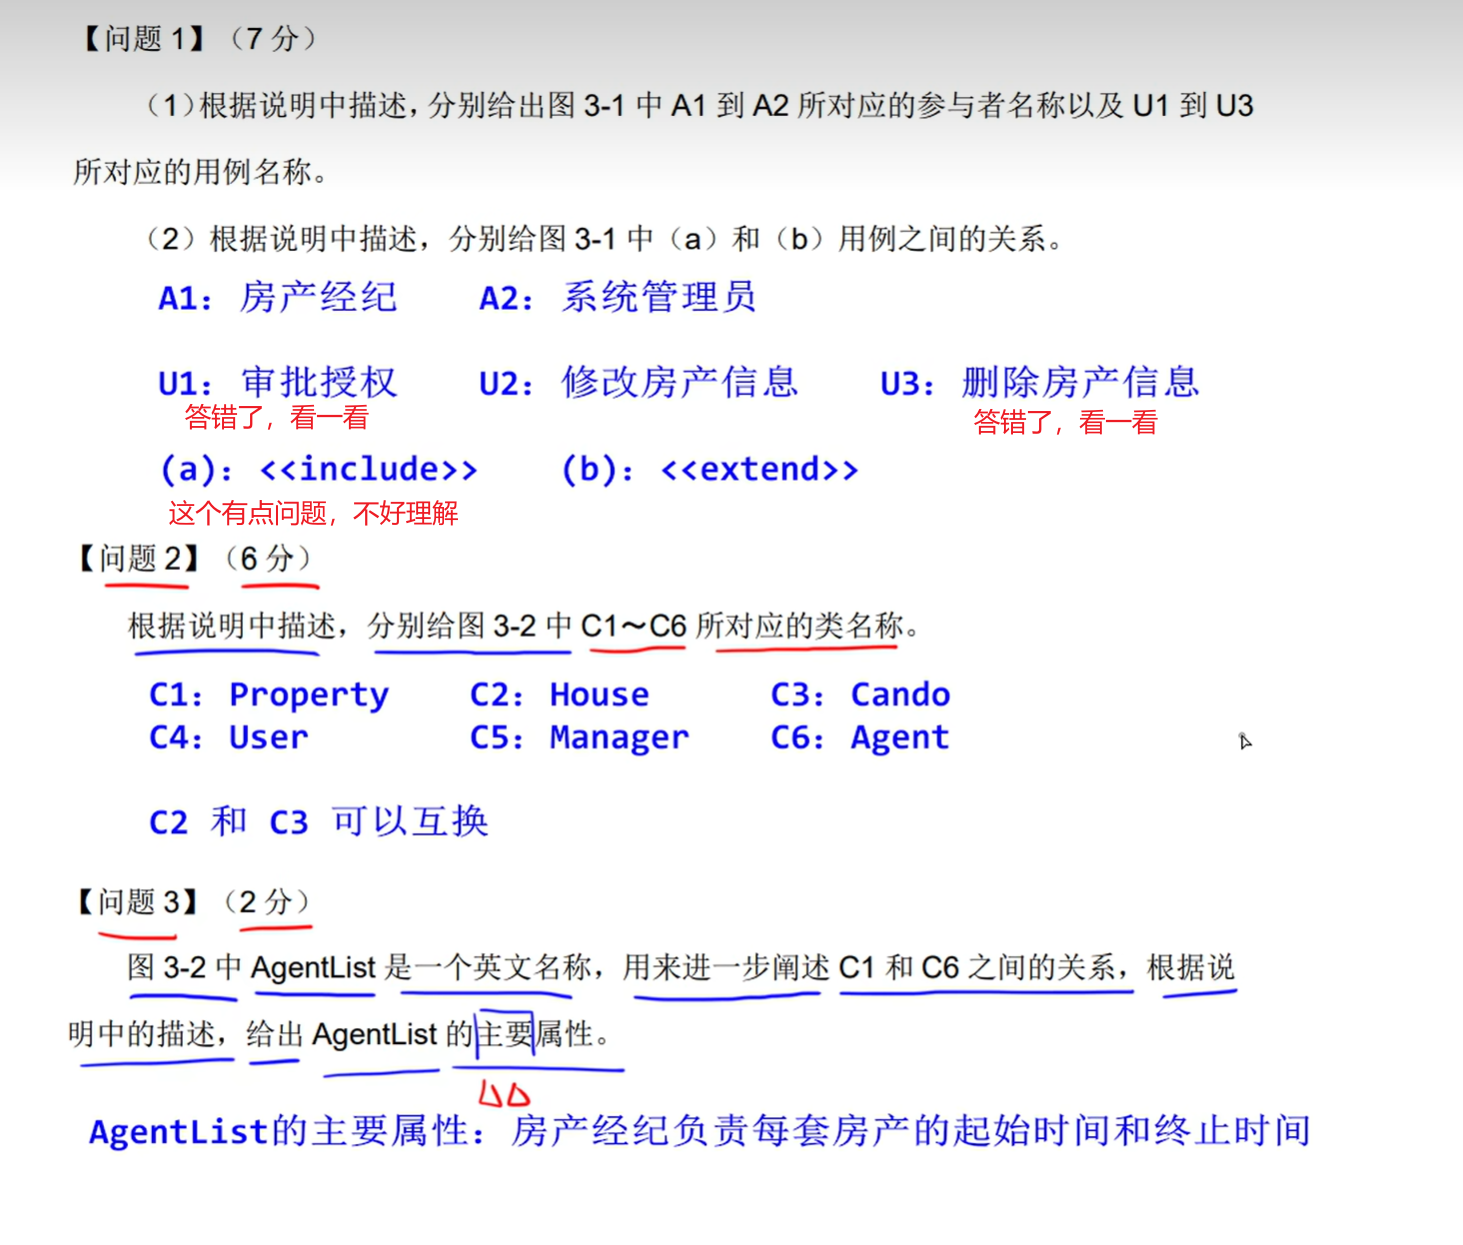 【问题 1】（7 分）
（1）根据说明中描述，分别给出图 3-1 中 A1 到 A2 所对应的参与者名称以及 U1 到 U3
所对应的用例名称。
（2）根据说明中描述，分别给图 3-1 中（a）和（b）用例之间的关系。
A1：房产经纪 A2：系统管理员
U1：审批授权 U2：修改房产信息 U3：删除房产信息
答错了，看一看 答错了，看一看
(a)：<<include>> (b)：<<extend>>
这个有点问题，不好理解
【问题 2】（6 分）
根据说明中描述，分别给图 3-2 中 C1～C6 所对应的类名称。
C1：Property C2：House C3：Cando
C4：User C5：Manager C6：Agent
C2 和 C3 可以互换
【问题 3】（2 分）
图 3-2 中 AgentList 是一个英文名称，用来进一步阐述 C1 和 C6 之间的关系，根据说
明中的描述，给出 AgentList 的主要属性。
AgentList的主要属性：房产经纪负责每套房产的起始时间和终止时间